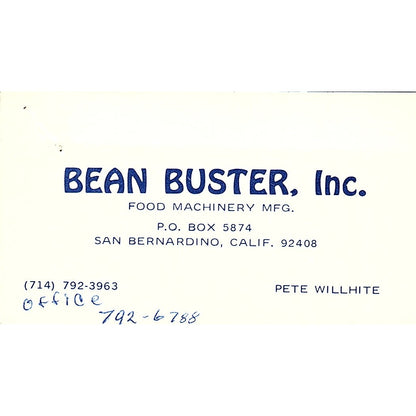 BEAN BUSTER, Inc.
FOOD MACHINERY MFG.
P.O. BOX 5874
SAN BERNARDINO, CALIF. 92408
(714) 792-3963
PETE WILLHITE
office
792-6788